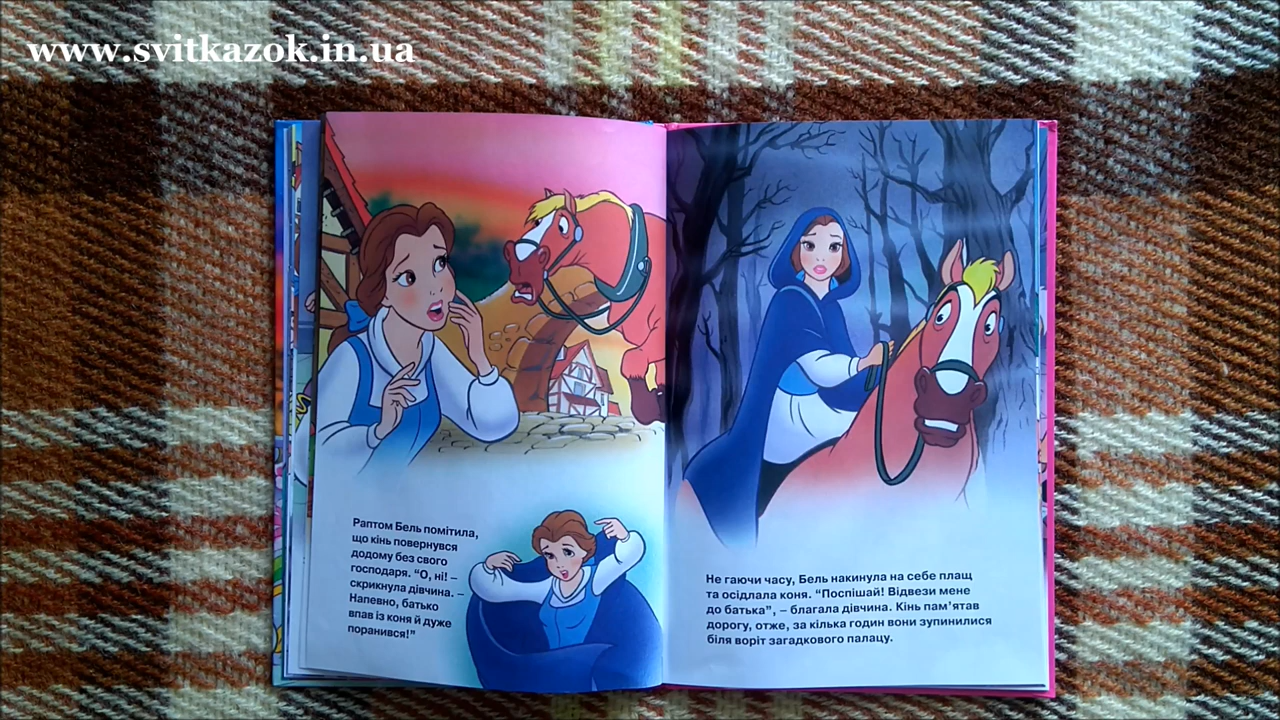 www.svitkazok.in.ua
Раптом Бель помітила,
що кінь повернувся
додому без свого
господаря. “О, ні! –
скрикнула дівчина. –
Напевно, батько
впав із коня й дуже
поранився!”
Не гаючи часу, Бель накинула на себе плащ
та осідлала коня. “Поспішай! Відвези мене
до батька”, – благала дівчина. Кінь пам’ятав
дорогу, отже, за кілька годин вони зупинилися
біля воріт загадкового палацу.